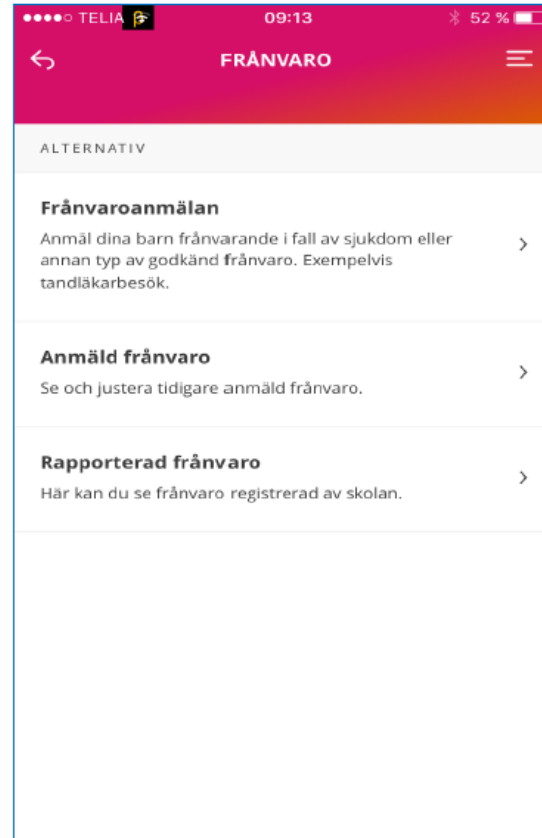 TELIA 09:13 52 %
FRÅNVARO
ALTERNATIV
Frånvaroanmälan
Anmäl dina barn frånvarande i fall av sjukdom eller
annan typ av godkänd frånvaro. Exempelvis
tandläkarbesök.
Anmäld frånvaro
Se och justera tidigare anmäld frånvaro.
Rapporterad frånvaro
Här kan du se frånvaro registrerad av skolan.